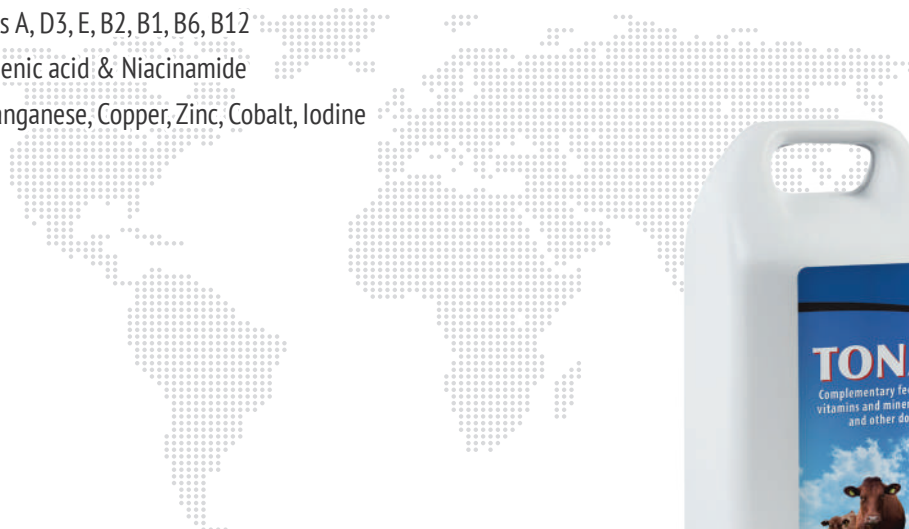 s A, D3, E, B2, B1, B6, B12
enic acid & Niacinamide
nganese, Copper, Zinc, Cobalt, Iodine
TON
Complementary fe
vitamins and miner
and other do